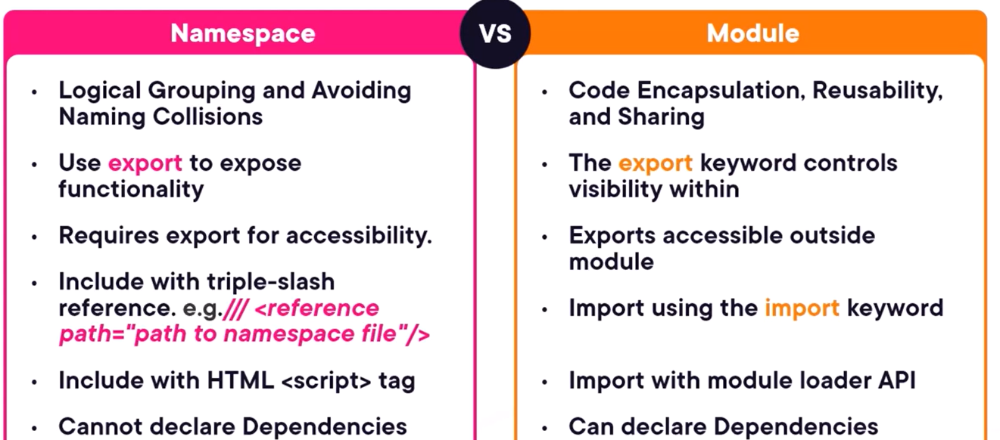 Namespace
VS
Module
• Logical Grouping and Avoiding
Naming Collisions
• Use export to expose
functionality
• Requires export for accessibility.
• Include with triple-slash
reference. e.g./// <reference
path="path to namespace file"/>
• Include with HTML <script> tag
• Cannot declare Dependencies
• Code Encapsulation, Reusability,
and Sharing
• The export keyword controls
visibility within
• Exports accessible outside
module
• Import using the import keyword
• Import with module loader API
• Can declare Dependencies